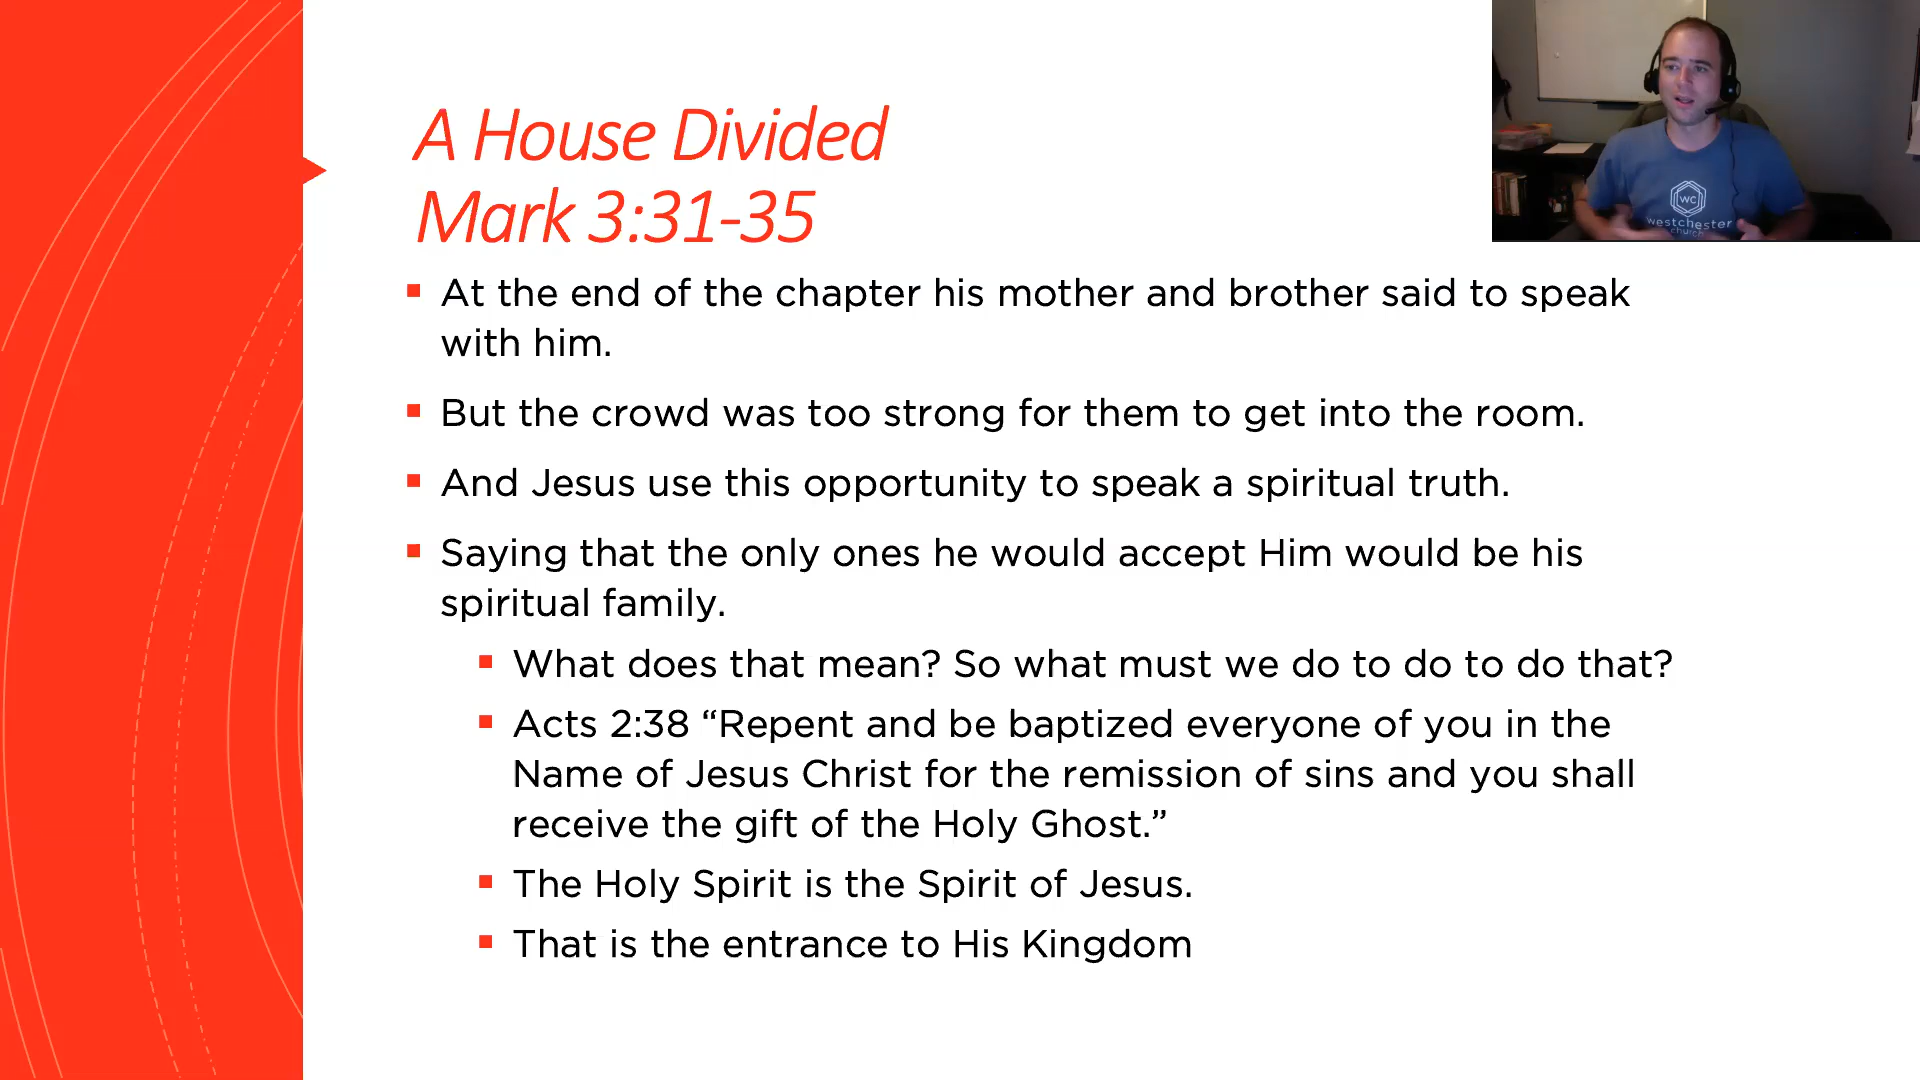 A House Divided
Mark 3:31-35
▪ At the end of the chapter his mother and brother said to speak
with him.
▪ But the crowd was too strong for them to get into the room.
▪ And Jesus use this opportunity to speak a spiritual truth.
▪ Saying that the only ones he would accept Him would be his
spiritual family.
▪ What does that mean? So what must we do to do to do that?
▪ Acts 2:38 “Repent and be baptized everyone of you in the
Name of Jesus Christ for the remission of sins and you shall
receive the gift of the Holy Ghost.”
▪ The Holy Spirit is the Spirit of Jesus.
▪ That is the entrance to His Kingdom
WC
westchester
church